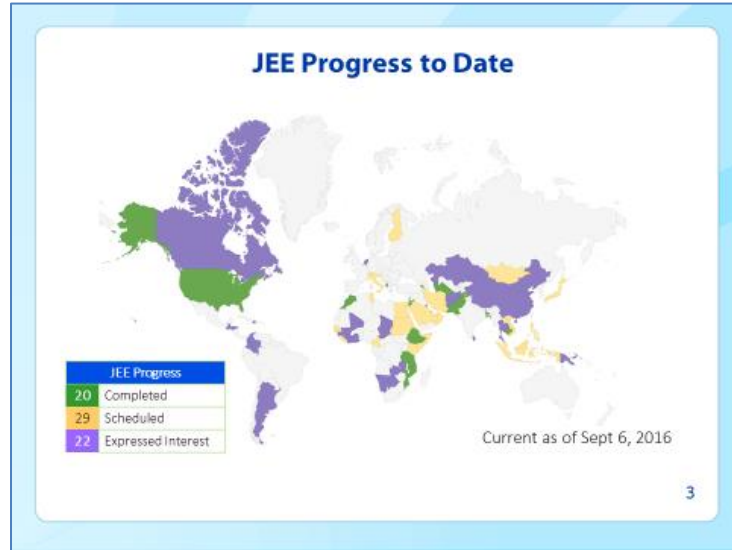 JEE Progress to Date
JEE Progress
20 Completed
29 Scheduled
22 Expressed Interest
Current as of Sept 6, 2016
3